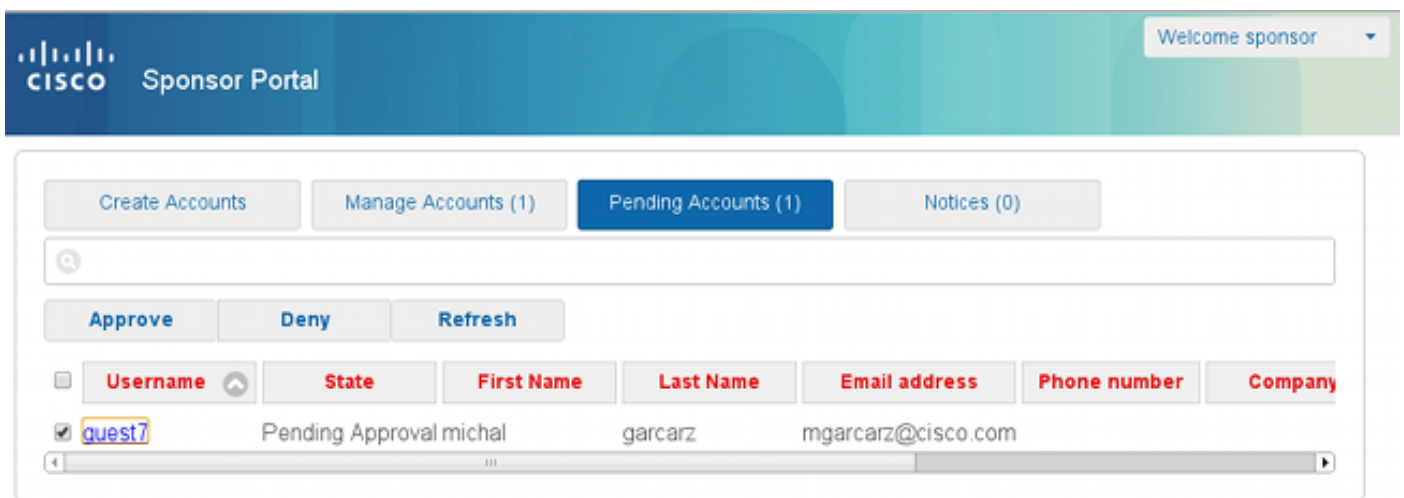 Welcome sponsor
CISCO Sponsor Portal
Create Accounts Manage Accounts (1) Pending Accounts (1) Notices (0)
Approve Deny Refresh
Username State First Name Last Name Email address Phone number Company
guest7 Pending Approval michal garcarz mgarcarz@cisco.com